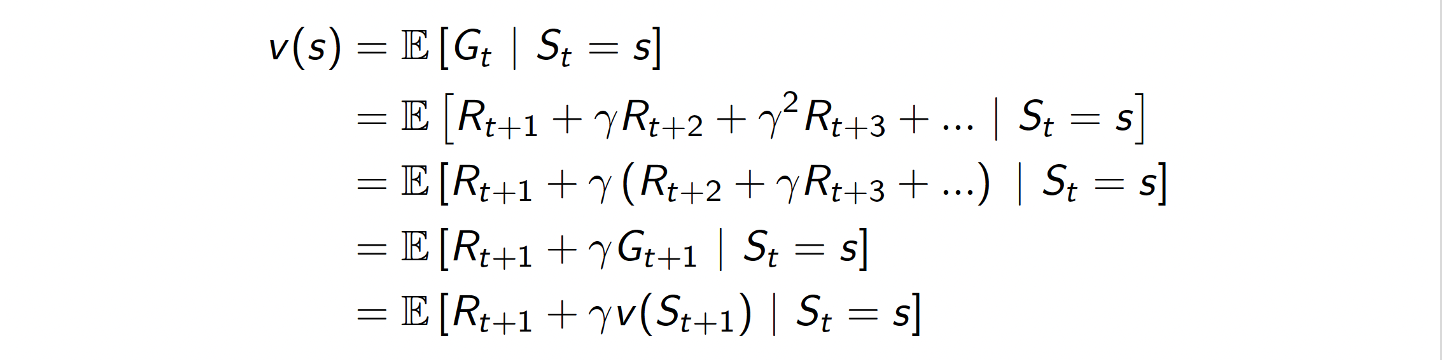 v(s) = 𝔼 [G_t | S_t = s]
= 𝔼 [R_{t+1} + γR_{t+2} + γ^2 R_{t+3} + ... | S_t = s]
= 𝔼 [R_{t+1} + γ (R_{t+2} + γR_{t+3} + ...) | S_t = s]
= 𝔼 [R_{t+1} + γG_{t+1} | S_t = s]
= 𝔼 [R_{t+1} + γv(S_{t+1}) | S_t = s]